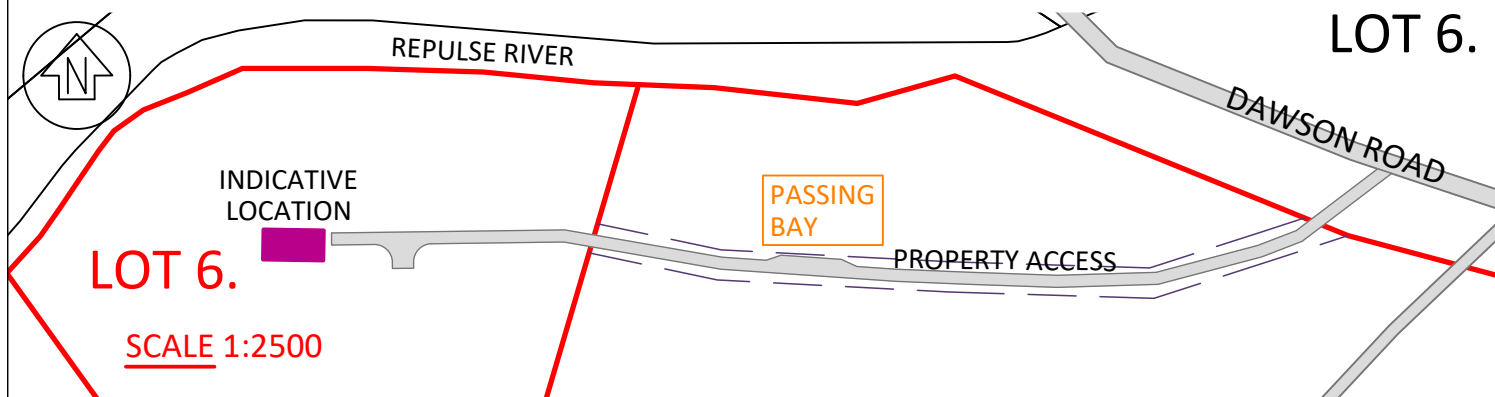 LOT 6.
REPULSE RIVER
N
DAWSON ROAD
INDICATIVE
LOCATION
PASSING
BAY
PROPERTY ACCESS
LOT 6.
SCALE 1:2500